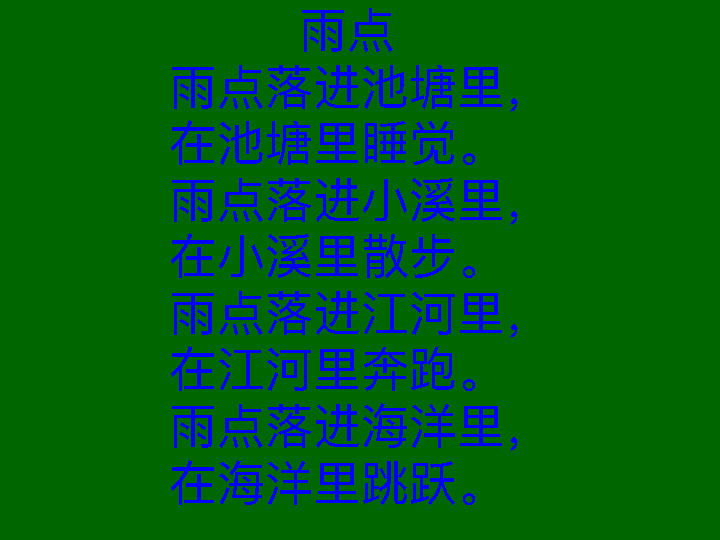 雨点
雨点落进池塘里，
在池塘里睡觉。
雨点落进小溪里，
在小溪里散步。
雨点落进江河里，
在江河里奔跑。
雨点落进海洋里，
在海洋里跳跃。